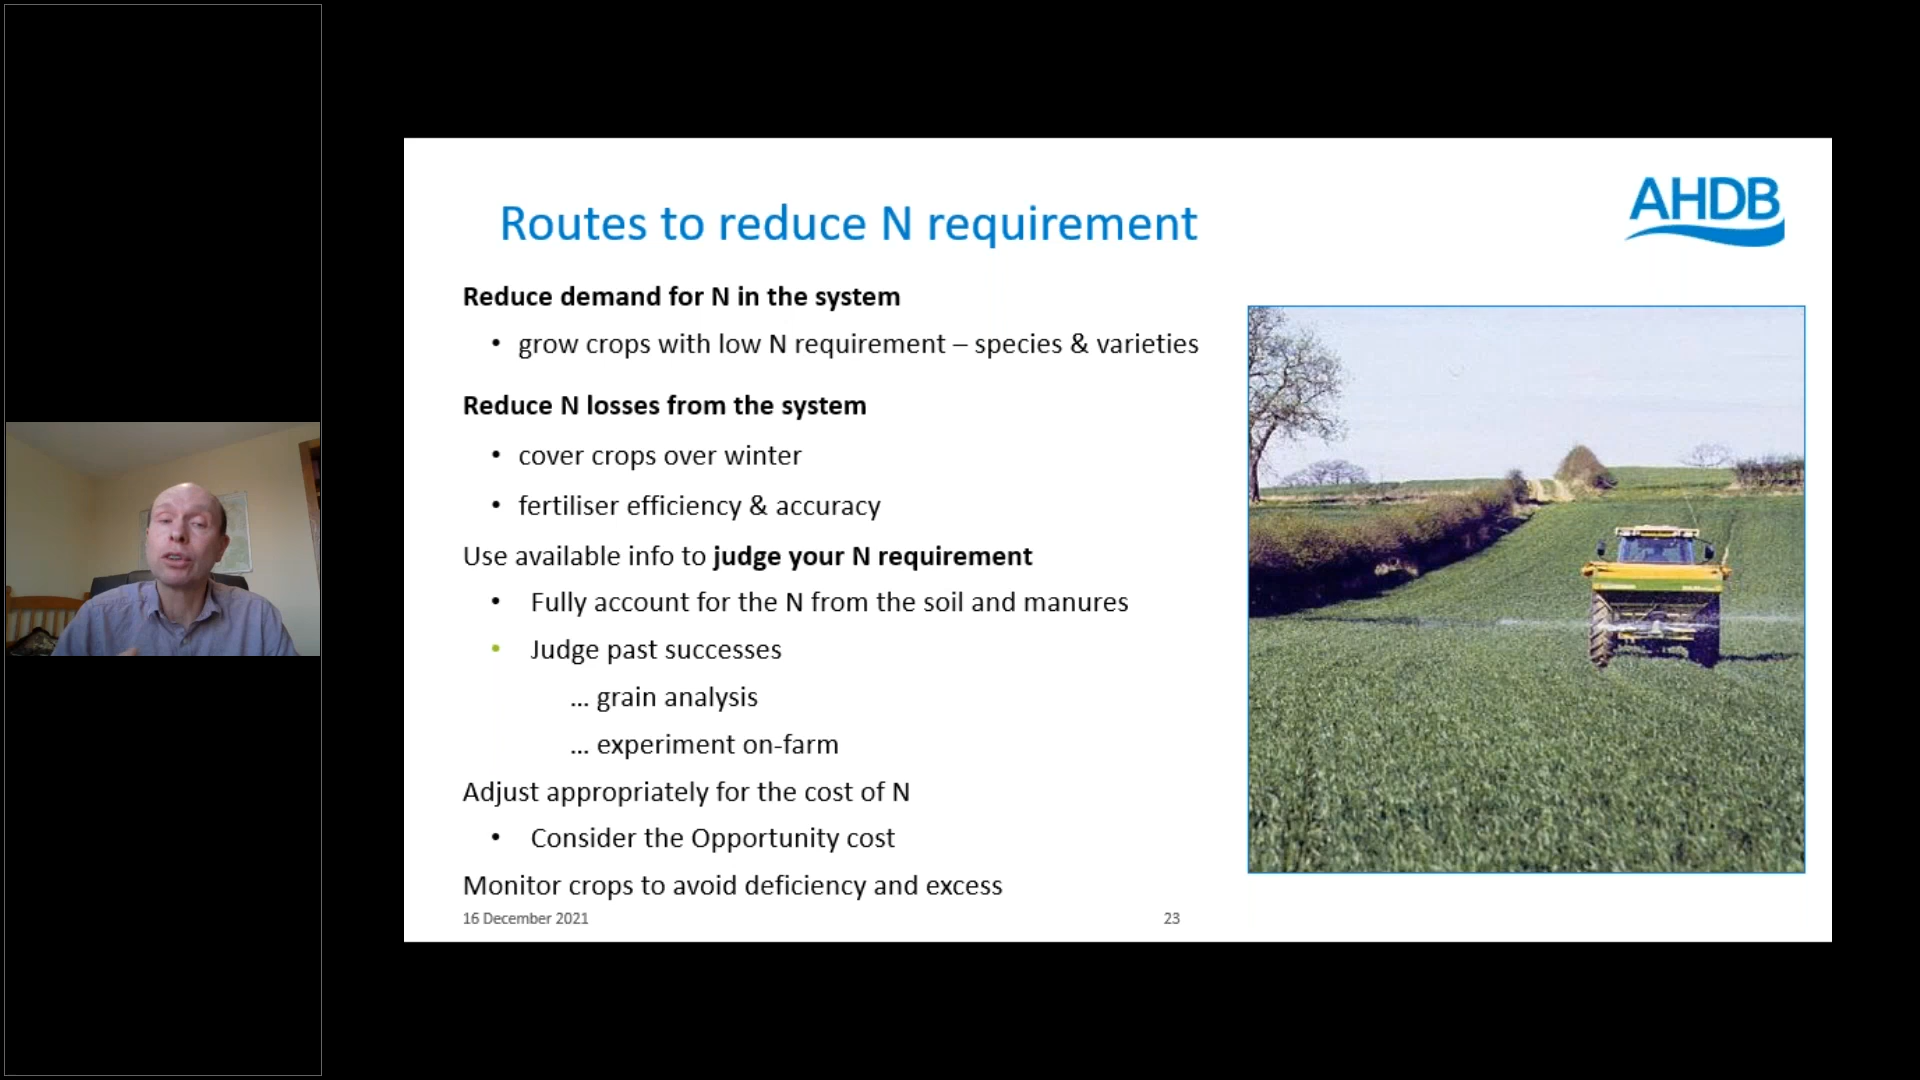 AHDB
Routes to reduce N requirement
Reduce demand for N in the system
• grow crops with low N requirement – species & varieties
Reduce N losses from the system
• cover crops over winter
• fertiliser efficiency & accuracy
Use available info to judge your N requirement
• Fully account for the N from the soil and manures
• Judge past successes
... grain analysis
... experiment on-farm
Adjust appropriately for the cost of N
• Consider the Opportunity cost
Monitor crops to avoid deficiency and excess
16 December 2021
23